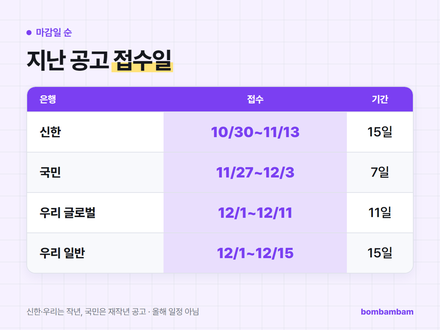 마감일 순
지난 공고 접수일
은행 접수 기간
신한 10/30~11/13 15일
국민 11/27~12/3 7일
우리 글로벌 12/1~12/11 11일
우리 일반 12/1~12/15 15일
신한·우리는 작년, 국민은 재작년 공고 · 올해 일정 아님
bombambam